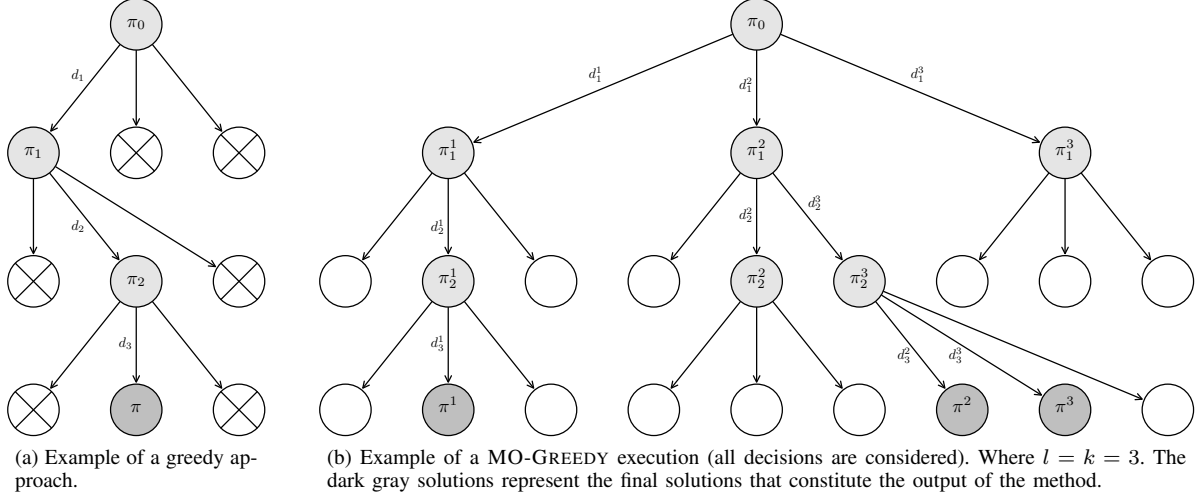 π₀
d₁
π₁
d₂
π₂
d₃
π
(a) Example of a greedy ap-
proach.
π₀
d₁¹ d₁² d₁³
π₁¹ π₁² π₁³
d₂¹ d₂² d₂³
π₂¹ π₂² π₂³
d₃¹ d₃² d₃³
π¹ π² π³
(b) Example of a MO-GREEDY execution (all decisions are considered). Where l = k = 3. The
dark gray solutions represent the final solutions that constitute the output of the method.